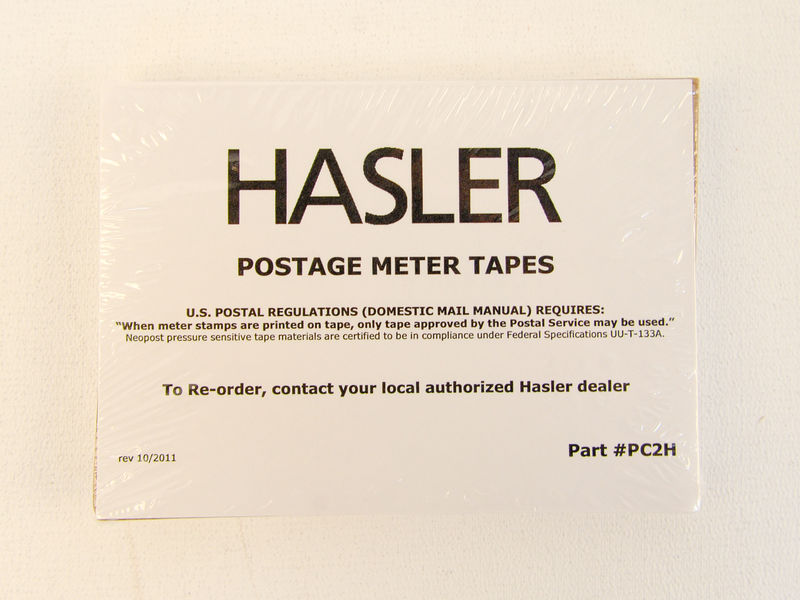 HASLER
POSTAGE METER TAPES
U.S. POSTAL REGULATIONS (DOMESTIC MAIL MANUAL) REQUIRES:
“When meter stamps are printed on tape, only tape approved by the Postal Service may be used.”
Neopost pressure sensitive tape materials are certified to be in compliance under Federal Specifications UU-T-133A.
To Re-order, contact your local authorized Hasler dealer
Part #PC2H
rev 10/2011